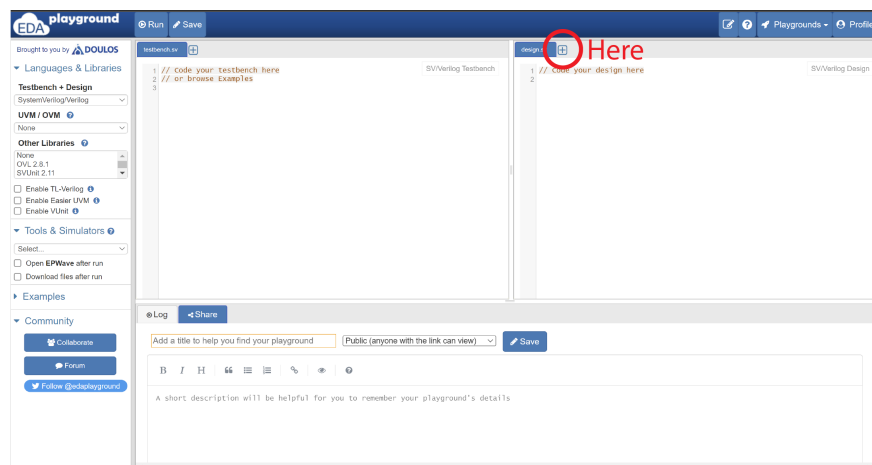 EDA playground
Run
Save
Playgrounds
Profile
Brought to you by DOULOS
Languages & Libraries
Testbench + Design
SystemVerilog/Verilog
UVM / OVM
None
Other Libraries
None
OVL 2.8.1
SVUnit 2.11
Enable TL-Verilog
Enable Easier UVM
Enable VUnit
Tools & Simulators
Select...
Open EPWave after run
Download files after run
Examples
Community
Collaborate
Forum
Follow @edaplayground
testbench.sv
1 // Code your testbench here
2 // or browse Examples
3
SV/Verilog Testbench
Here
1 // Code your design here
2
SV/Verilog Design
Log
Share
Add a title to help you find your playground
Public (anyone with the link can view)
Save
B I H
A short description will be helpful for you to remember your playground's details